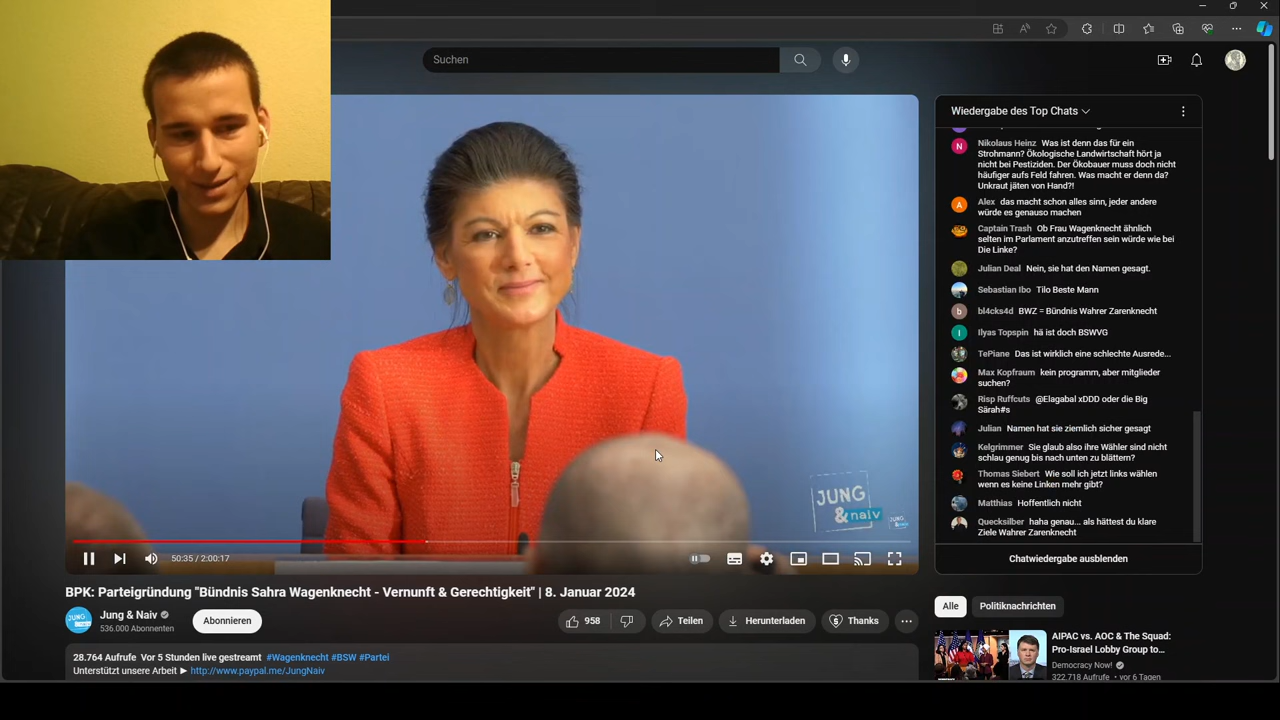 Suchen
Wiedergabe des Top Chats
Nikolaus Heinz Was ist denn das für ein
Strohmann? Ökologische Landwirtschaft hört ja
nicht bei Pestiziden. Der Ökobauer muss doch nicht
häufiger aufs Feld fahren. Was macht er denn da?
Unkraut jäten von Hand?!
Alex das macht schon alles sinn, jeder andere
würde es genauso machen
Captain Trash Ob Frau Wagenknecht ähnlich
selten im Parlament anzutreffen sein würde wie bei
Die Linke?
Julian Deal Nein, sie hat den Namen gesagt.
Sebastian Ibo Tilo Beste Mann
bl4cks4d BWZ = Bündnis Wahrer Zarenknecht
Ilyas Topspin hä ist doch BSWVG
TePiane Das ist wirklich eine schlechte Ausrede...
Max Kopfraum kein programm, aber mitglieder
suchen?
Risp Ruffcuts @Elagabal xDDD oder die Big
Särah#s
Julian Namen hat sie ziemlich sicher gesagt
Kelgrimmer Sie glaub also ihre Wähler sind nicht
schlau genug bis nach unten zu blättern?
Thomas Siebert Wie soll ich jetzt links wählen
wenn es keine Linken mehr gibt?
Matthias Hoffentlich nicht
Quecksilber haha genau... als hättest du klare
Ziele Wahrer Zarenknecht
Chatwiedergabe ausblenden
JUNG
& naiv
50:35 / 2:00:17
BPK: Parteigründung "Bündnis Sahra Wagenknecht - Vernunft & Gerechtigkeit" | 8. Januar 2024
Jung & Naiv
536.000 Abonnenten
Abonnieren
958
Teilen
Herunterladen
Thanks
28.764 Aufrufe Vor 5 Stunden live gestreamt #Wagenknecht #BSW #Partei
Unterstützt unsere Arbeit ► http://www.paypal.me/JungNaiv
Alle
Politiknachrichten
AIPAC vs. AOC & The Squad:
Pro-Israel Lobby Group to...
Democracy Now!
322.718 Aufrufe • vor 6 Tagen